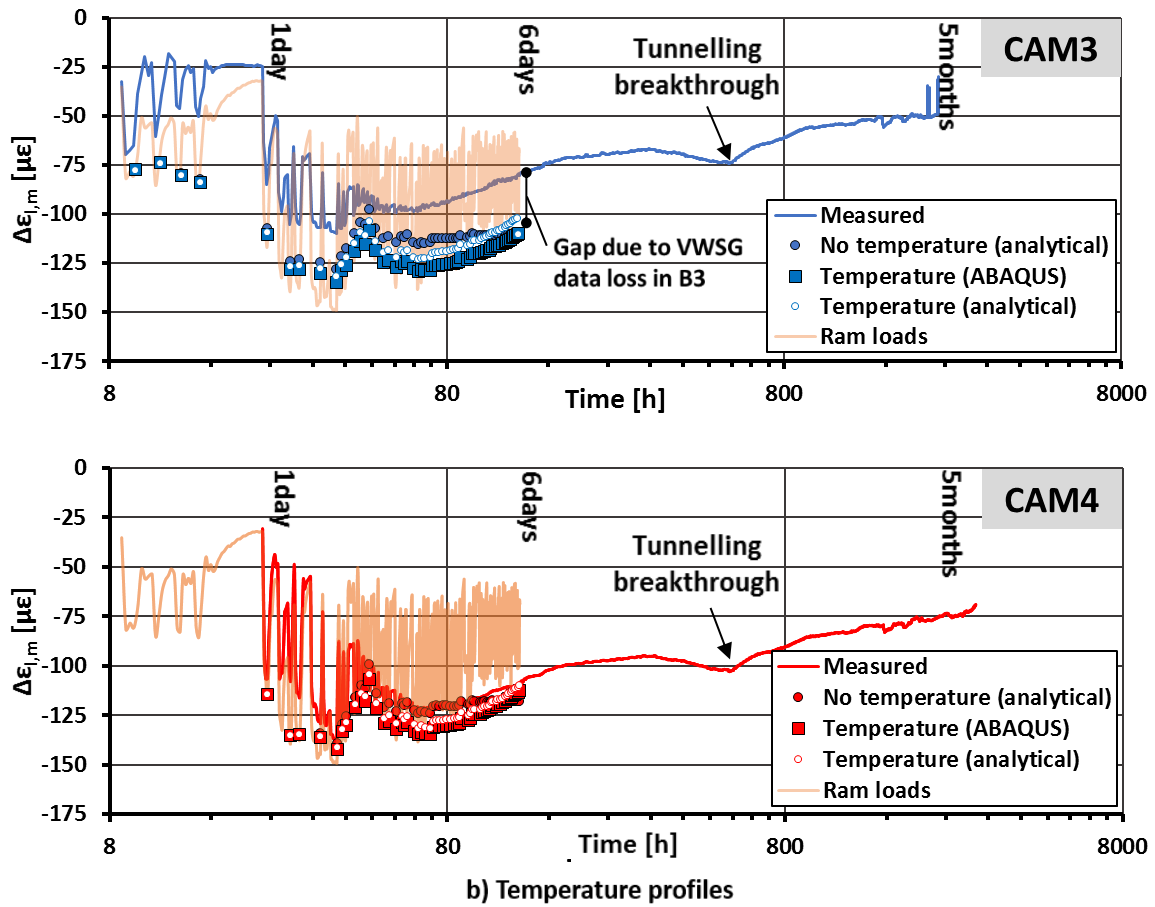 0
-25
-50
-75
-100
-125
-150
-175
Δεl,m [με]
1day
6days
5months
CAM3
Tunnelling
breakthrough
Gap due to VWSG
data loss in B3
Measured
No temperature (analytical)
Temperature (ABAQUS)
Temperature (analytical)
Ram loads
8
80
800
8000
Time [h]
0
-25
-50
-75
-100
-125
-150
-175
Δεl,m [με]
1day
6days
5months
CAM4
Tunnelling
breakthrough
Measured
No temperature (analytical)
Temperature (ABAQUS)
Temperature (analytical)
Ram loads
8
80
800
8000
Time [h]
b) Temperature profiles